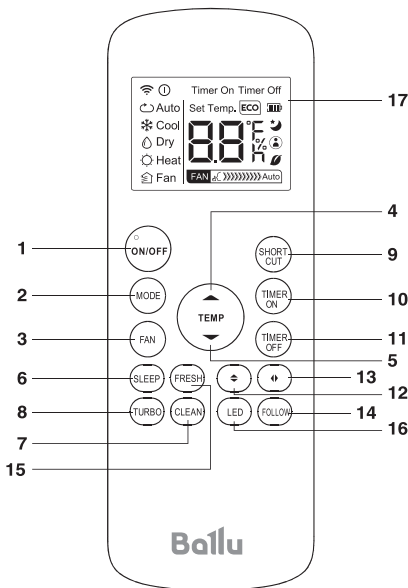 Timer On Timer Off
Auto Set Temp. ECO
Cool
Dry
Heat
Fan
88 °F % h
FAN Auto
17
4
1
ON/OFF
SHORT CUT
9
2
MODE
TEMP
TIMER ON
10
3
FAN
TIMER OFF
11
5
6
SLEEP
FRESH
13
12
8
TURBO
CLEAN
LED
FOLLOW
14
7
16
15
Ballu